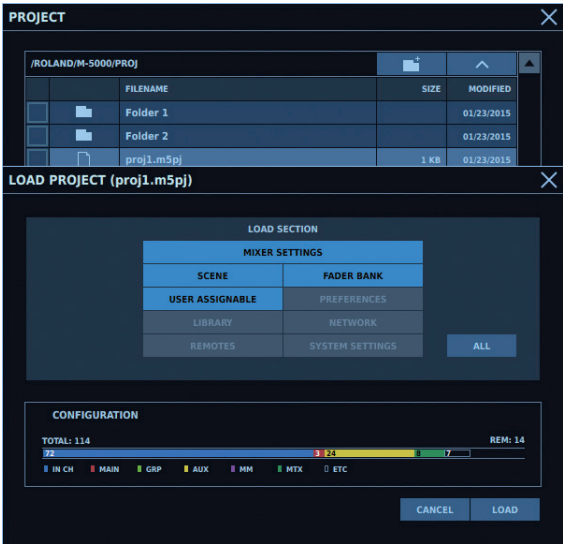 PROJECT
/ROLAND/M-5000/PROJ
FILENAME SIZE MODIFIED
Folder 1 01/23/2015
Folder 2 01/23/2015
proj1.m5pj 1 KB 01/23/2015
LOAD PROJECT (proj1.m5pj)
LOAD SECTION
MIXER SETTINGS
SCENE FADER BANK
USER ASSIGNABLE PREFERENCES
LIBRARY NETWORK
REMOTES SYSTEM SETTINGS ALL
CONFIGURATION
TOTAL: 114 REM: 14
72 3 24 8 7
IN CH MAIN GRP AUX MM MTX ETC
CANCEL LOAD